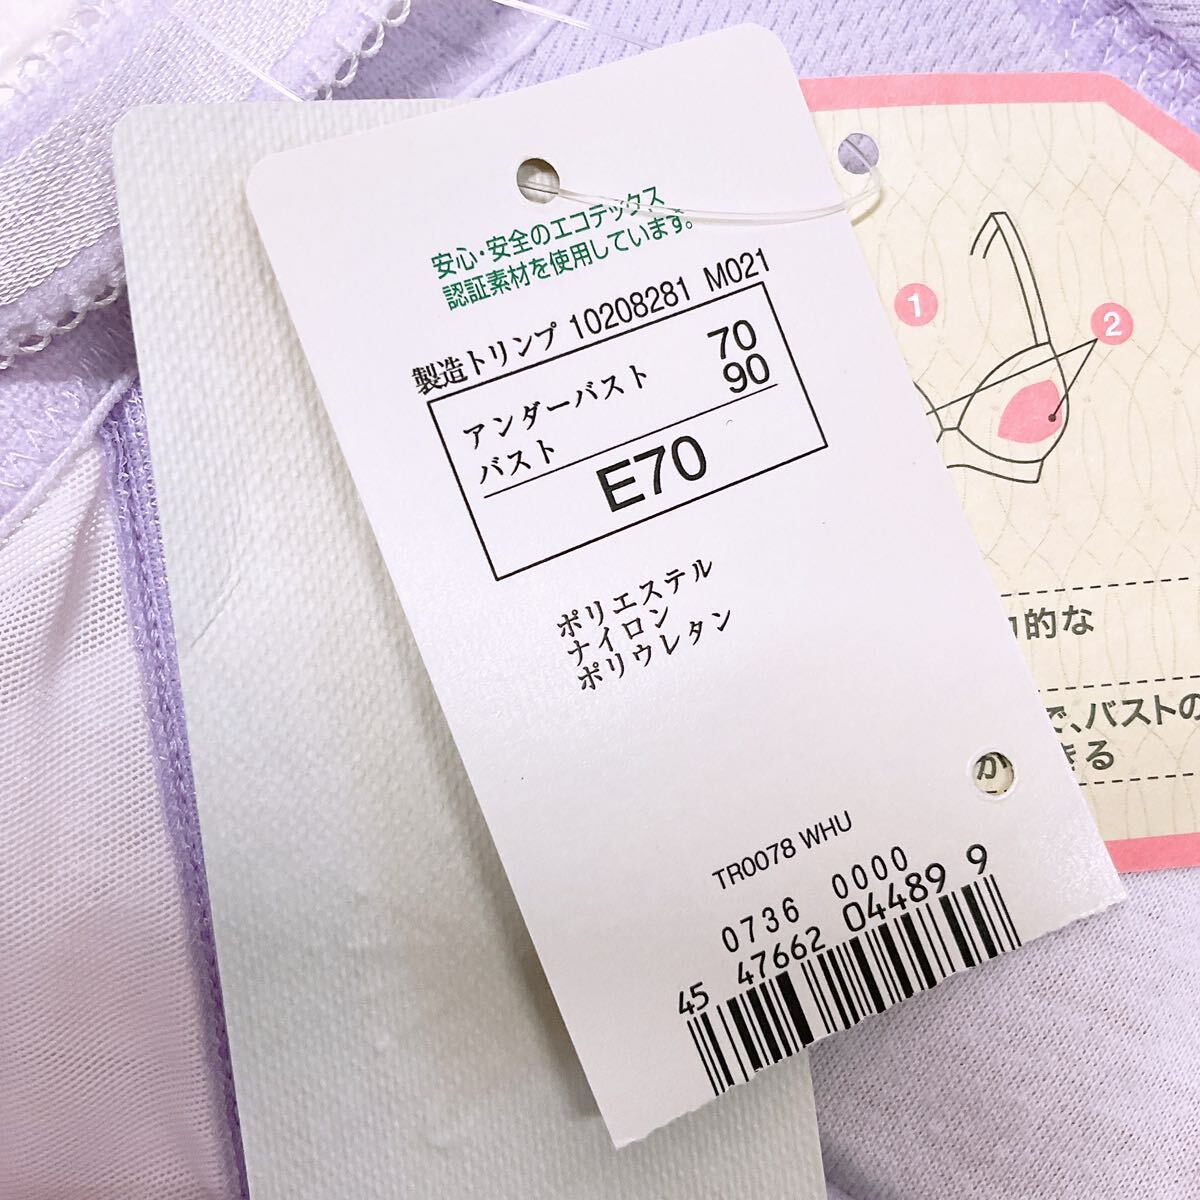 安心・安全のエコテックス
認証素材を使用しています。
製造トリンプ 10208281 M021
アンダーバスト 70
バスト 90
E70
ポリエステル
ナイロン
ポリウレタン
TR0078 WHU
0736 0000
45 47662 04489 9
1
2
的な
で、バストの
きる
が